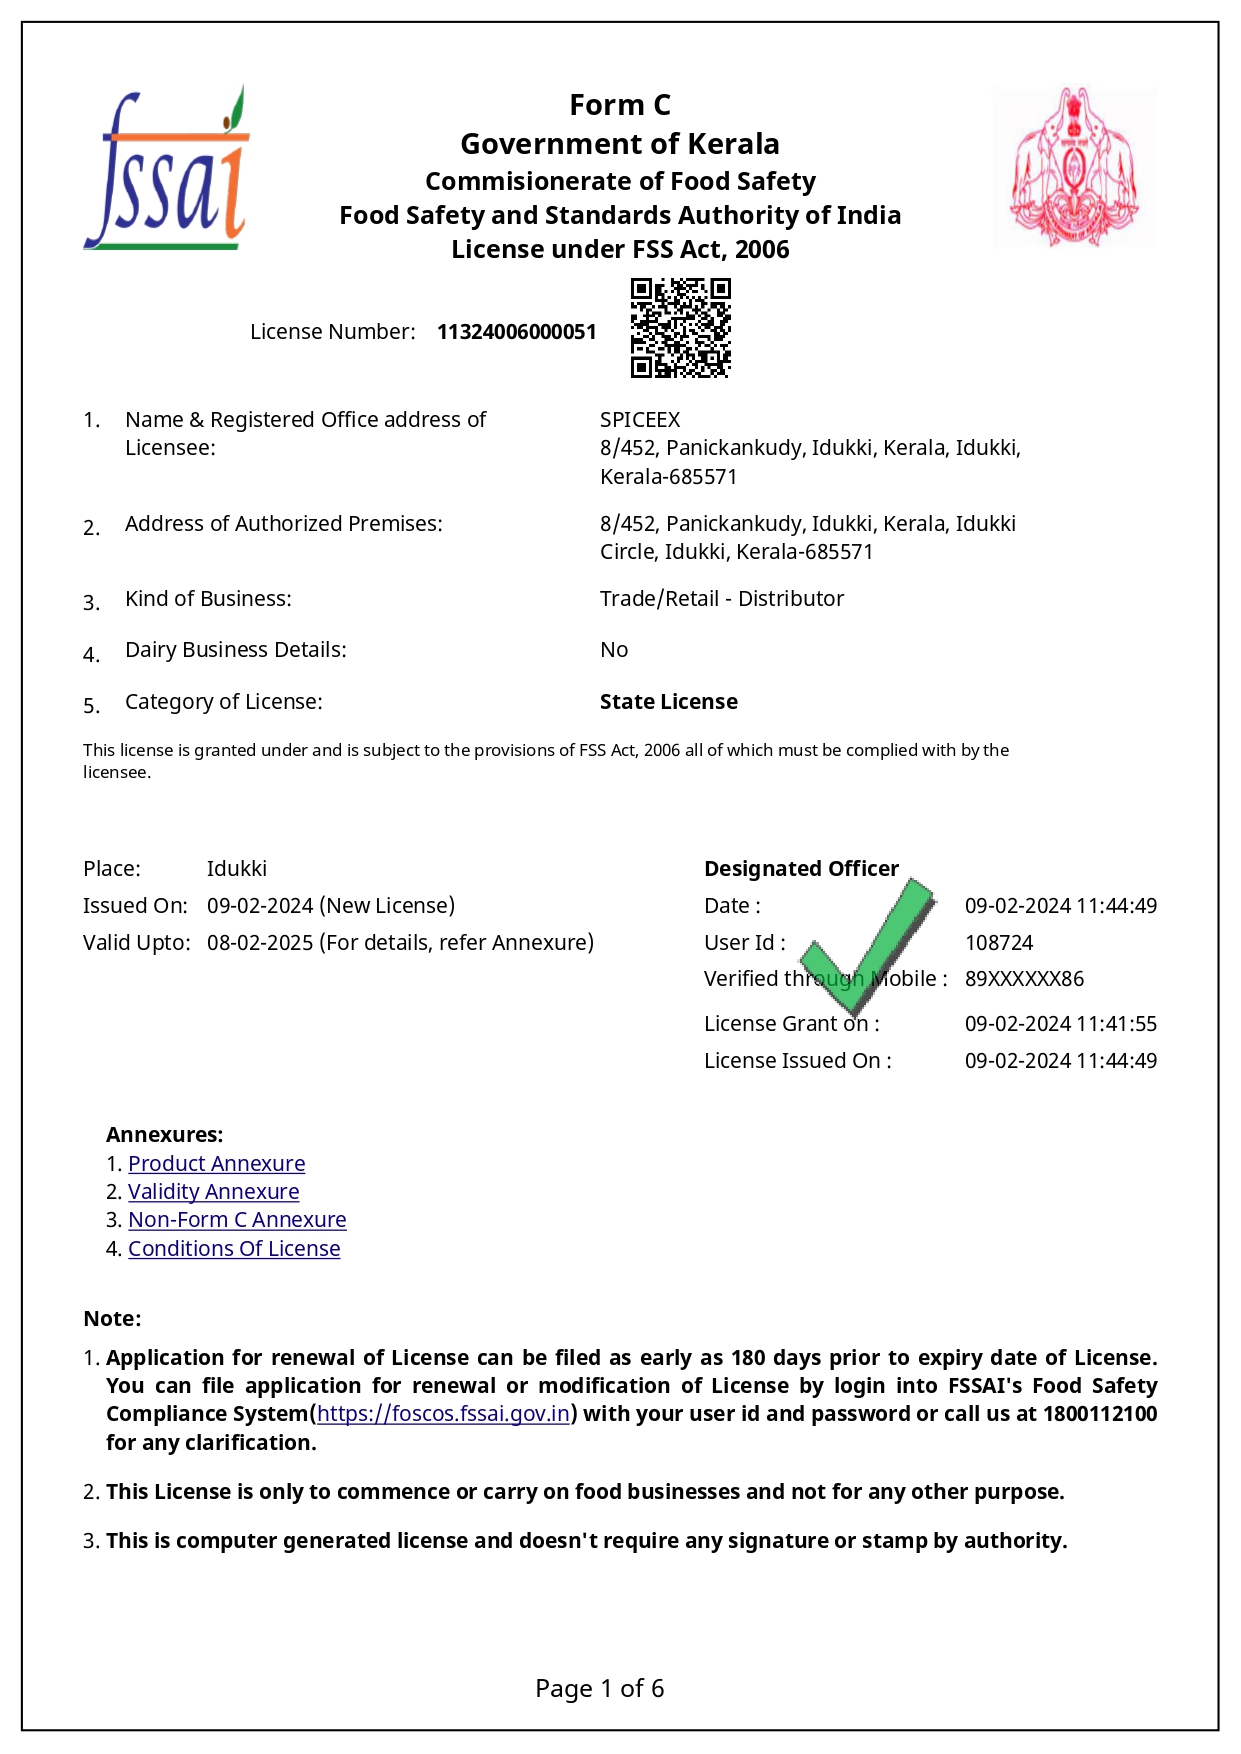 fssai
Form C
Government of Kerala
Commisionerate of Food Safety
Food Safety and Standards Authority of India
License under FSS Act, 2006
License Number: 11324006000051
1. Name & Registered Office address of
Licensee:
SPICEEX
8/452, Panickankudy, Idukki, Kerala, Idukki,
Kerala-685571
2. Address of Authorized Premises:
8/452, Panickankudy, Idukki, Kerala, Idukki
Circle, Idukki, Kerala-685571
3. Kind of Business: Trade/Retail - Distributor
4. Dairy Business Details: No
5. Category of License: State License
This license is granted under and is subject to the provisions of FSS Act, 2006 all of which must be complied with by the
licensee.
Place: Idukki
Issued On: 09-02-2024 (New License)
Valid Upto: 08-02-2025 (For details, refer Annexure)
Designated Officer
Date : 09-02-2024 11:44:49
User Id : 108724
Verified through Mobile : 89XXXXXX86
License Grant on : 09-02-2024 11:41:55
License Issued On : 09-02-2024 11:44:49
Annexures:
1. Product Annexure
2. Validity Annexure
3. Non-Form C Annexure
4. Conditions Of License
Note:
1. Application for renewal of License can be filed as early as 180 days prior to expiry date of License.
You can file application for renewal or modification of License by login into FSSAI's Food Safety
Compliance System(https://foscos.fssai.gov.in) with your user id and password or call us at 1800112100
for any clarification.
2. This License is only to commence or carry on food businesses and not for any other purpose.
3. This is computer generated license and doesn't require any signature or stamp by authority.
Page 1 of 6